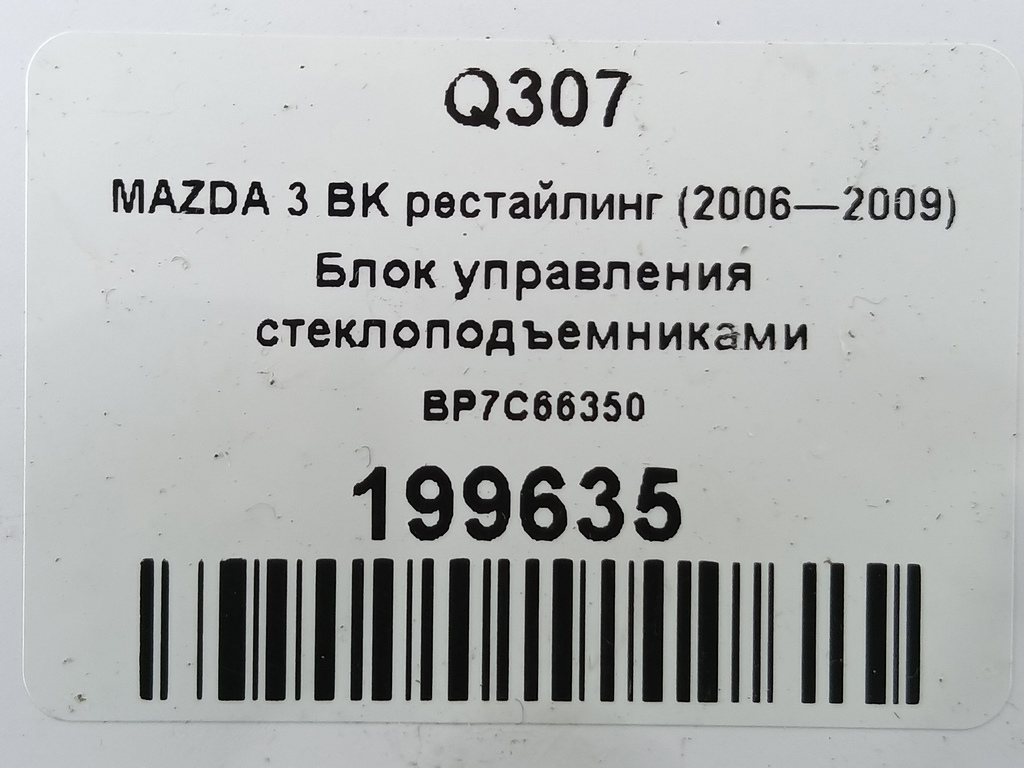 Q307
MAZDA 3 BK рестайлинг (2006—2009)
Блок управления
стеклоподъемниками
BP7C66350
199635